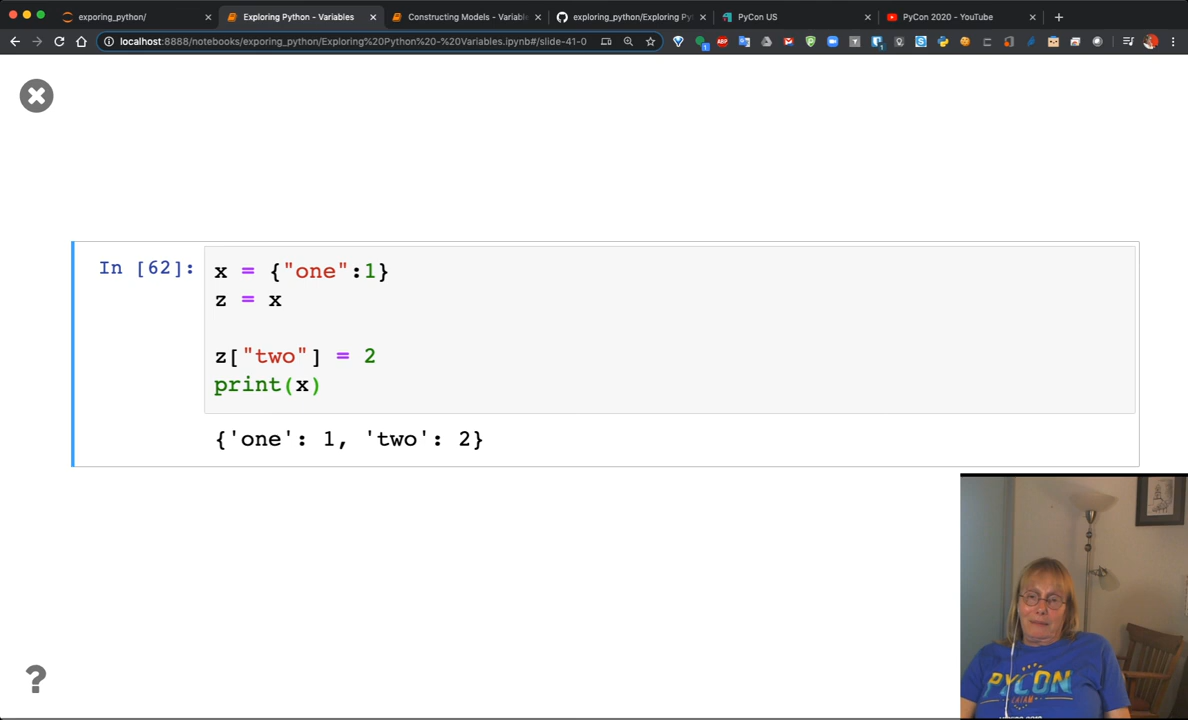 exploring_python/
Exploring Python - Variables
Constructing Models - Variable
exploring_python/Exploring Py
PyCon US
PyCon 2020 - YouTube
localhost:8888/notebooks/exporing_python/Exploring%20Python%20-%20Variables.ipynb#/slide-41-0
In [62]:
x = {"one":1}
z = x
z["two"] = 2
print(x)
{'one': 1, 'two': 2}
?
PYCON
LATAM